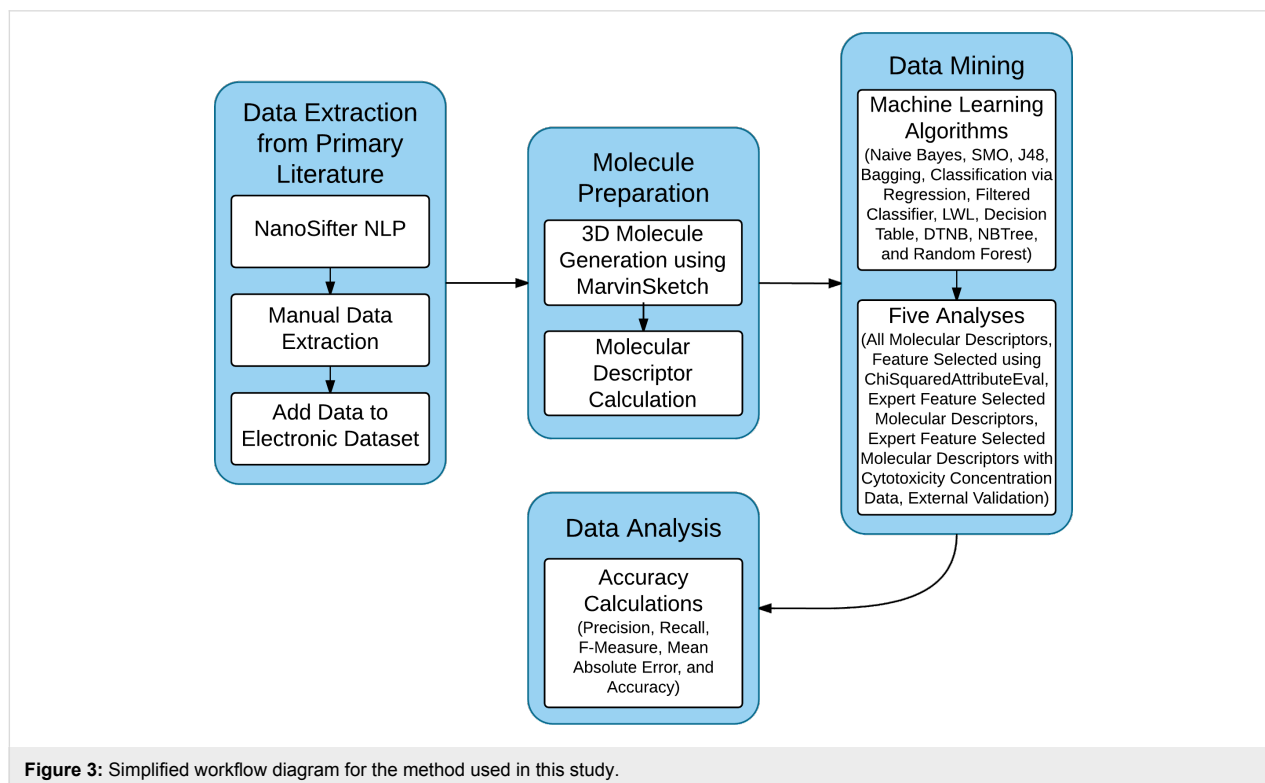 Data Extraction
from Primary
Literature
NanoSifter NLP
Manual Data
Extraction
Add Data to
Electronic Dataset
Molecule
Preparation
3D Molecule
Generation using
MarvinSketch
Molecular
Descriptor
Calculation
Data Mining
Machine Learning
Algorithms
(Naive Bayes, SMO, J48,
Bagging, Classification via
Regression, Filtered
Classifier, LWL, Decision
Table, DTNB, NBTree,
and Random Forest)
Five Analyses
(All Molecular Descriptors,
Feature Selected using
ChiSquaredAttributeEval,
Expert Feature Selected
Molecular Descriptors,
Expert Feature Selected
Molecular Descriptors with
Cytotoxicity Concentration
Data, External Validation)
Data Analysis
Accuracy
Calculations
(Precision, Recall,
F-Measure, Mean
Absolute Error, and
Accuracy)
Figure 3: Simplified workflow diagram for the method used in this study.